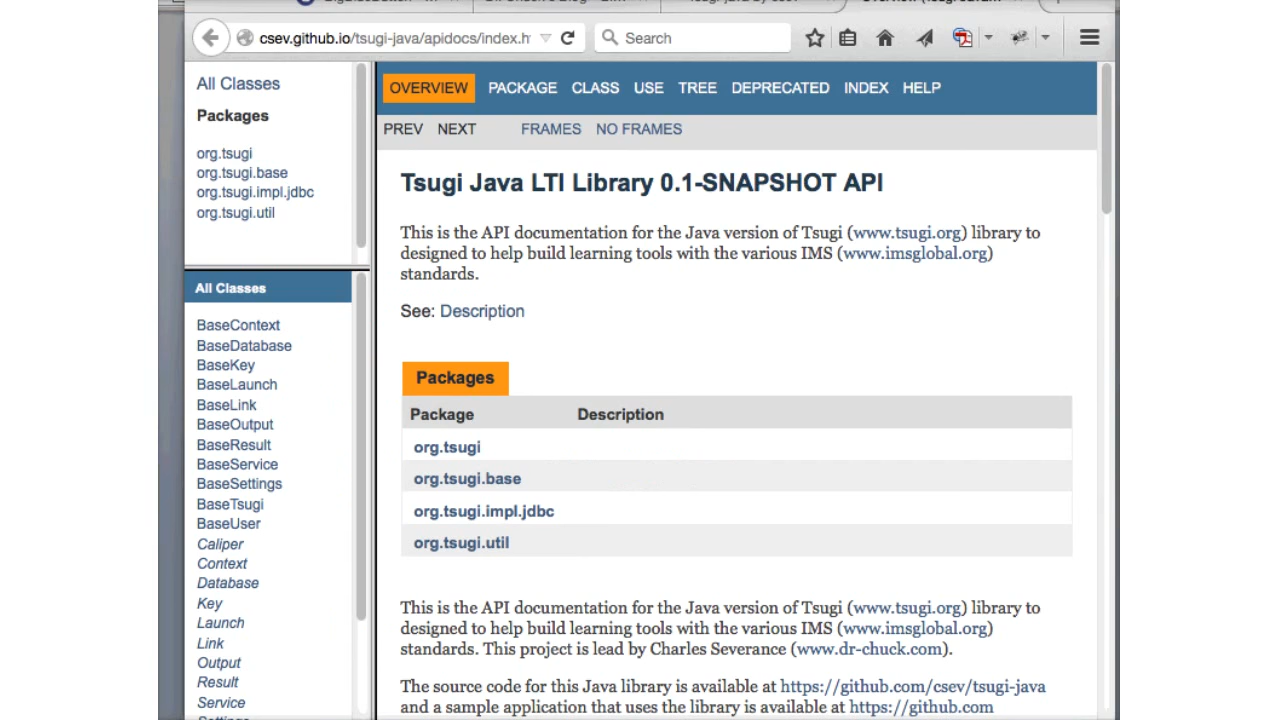 csev.github.io/tsugi-java/apidocs/index.h
Search
All Classes
Packages
org.tsugi
org.tsugi.base
org.tsugi.impl.jdbc
org.tsugi.util
All Classes
BaseContext
BaseDatabase
BaseKey
BaseLaunch
BaseLink
BaseOutput
BaseResult
BaseService
BaseSettings
BaseTsugi
BaseUser
Caliper
Context
Database
Key
Launch
Link
Output
Result
Service
OVERVIEW PACKAGE CLASS USE TREE DEPRECATED INDEX HELP
PREV NEXT FRAMES NO FRAMES
Tsugi Java LTI Library 0.1-SNAPSHOT API
This is the API documentation for the Java version of Tsugi (www.tsugi.org) library to
designed to help build learning tools with the various IMS (www.imsglobal.org)
standards.
See: Description
Packages
Package Description
org.tsugi
org.tsugi.base
org.tsugi.impl.jdbc
org.tsugi.util
This is the API documentation for the Java version of Tsugi (www.tsugi.org) library to
designed to help build learning tools with the various IMS (www.imsglobal.org)
standards. This project is lead by Charles Severance (www.dr-chuck.com).
The source code for this Java library is available at https://github.com/csev/tsugi-java
and a sample application that uses the library is available at https://github.com